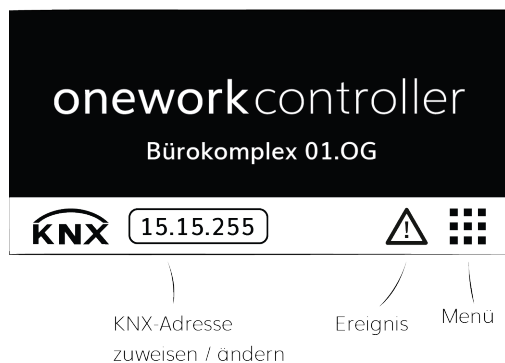 oneworkcontroller
Bürokomplex 01.OG
KNX 15.15.255
KNX-Adresse
zuweisen / ändern
Ereignis
Menü